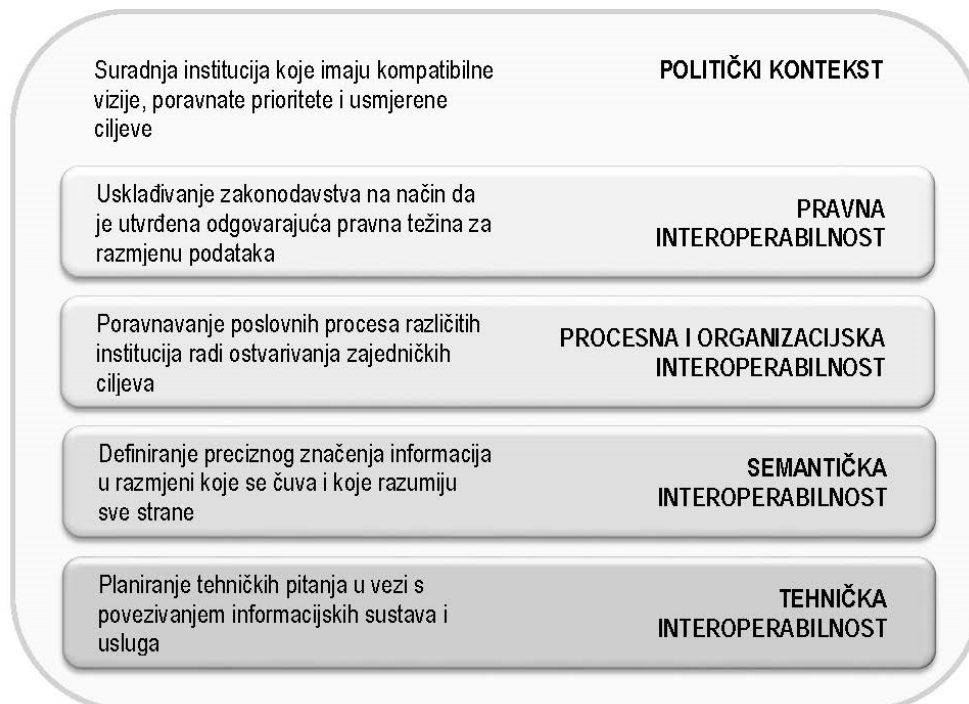 Suradnja institucija koje imaju kompatibilne
vizije, poravnate prioritete i usmjerene
ciljeve
POLITIČKI KONTEKST
Usklađivanje zakonodavstva na način da
je utvrđena odgovarajuća pravna težina za
razmjenu podataka
PRAVNA
INTEROPERABILNOST
Poravnavanje poslovnih procesa različitih
institucija radi ostvarivanja zajedničkih
ciljeva
PROCESNA I ORGANIZACIJSKA
INTEROPERABILNOST
Definiranje preciznog značenja informacija
u razmjeni koje se čuva i koje razumiju
sve strane
SEMANTIČKA
INTEROPERABILNOST
Planiranje tehničkih pitanja u vezi s
povezivanjem informacijskih sustava i
usluga
TEHNIČKA
INTEROPERABILNOST